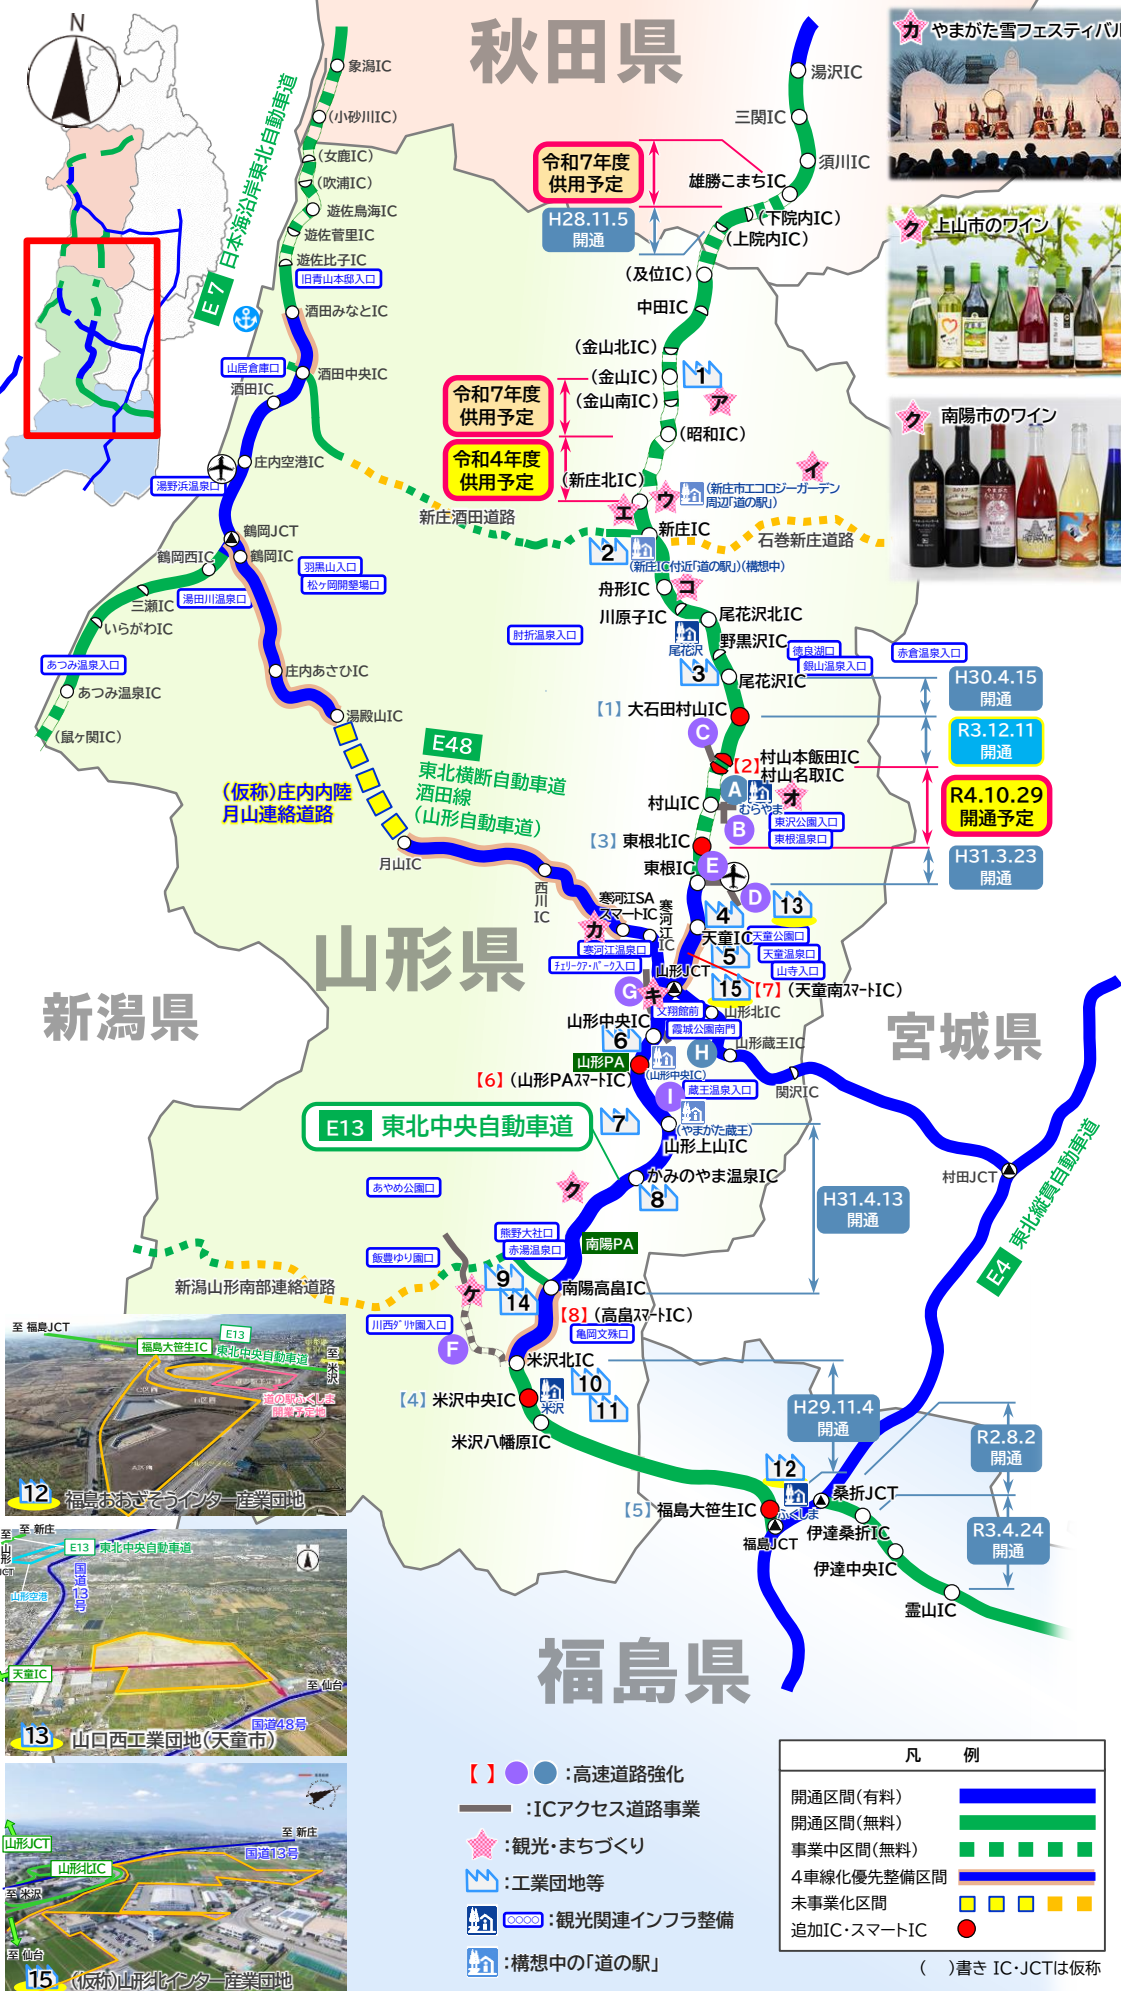 秋田県
山形県
新潟県
宮城県
福島県
N
E7 日本海沿岸東北自動車道
象潟IC
(小砂川IC)
(女鹿IC)
(吹浦IC)
遊佐鳥海IC
遊佐菅里IC
遊佐比子IC
旧青山本邸入口
酒田みなとIC
山居倉庫口
酒田中央IC
酒田IC
庄内空港IC
湯野浜温泉口
鶴岡JCT
鶴岡西IC
鶴岡IC
羽黒山入口
松ヶ岡開墾場口
三瀬IC
湯田川温泉口
いらがわIC
あつみ温泉入口
あつみ温泉IC
(鼠ヶ関IC)
庄内あさひIC
湯殿山IC
(仮称)庄内内陸
月山連絡道路
E48
東北横断自動車道
酒田線
(山形自動車道)
月山IC
西川IC
寒河江SA
スマートIC
寒河江IC
カ
寒河江温泉口
チェリークア・パーク入口
湯沢IC
三関IC
須川IC
雄勝こまちIC
(下院内IC)
(上院内IC)
(及位IC)
中田IC
(金山北IC)
(金山IC)
(金山南IC)
(昭和IC)
(新庄北IC)
令和7年度
供用予定
H28.11.5
開通
令和7年度
供用予定
令和4年度
供用予定
1
ア
イ
ウ
エ
(新庄市エコロジーガーデン
周辺「道の駅」)
新庄酒田道路
新庄IC
石巻新庄道路
2
(新庄IC付近「道の駅」)(構想中)
舟形IC
コ
川原子IC
尾花沢北IC
尾花沢
野黒沢IC
肘折温泉入口
徳良湖口
銀山温泉入口
赤倉温泉入口
3
尾花沢IC
【1】大石田村山IC
H30.4.15
開通
R3.12.11
開通
C
【2】村山本飯田IC
村山名取IC
A
むらやま
オ
村山IC
B
東沢公園入口
東根温泉口
R4.10.29
開通予定
【3】東根北IC
H31.3.23
開通
東根IC
E
D
4
13
天童IC
天童公園口
5
天童温泉口
山寺入口
山形JCT
15
【7】(天童南スマートIC)
G
キ
文翔館前
山形北IC
山形中央IC
霞城公園南門
6
山形PA
(山形中央IC)
H
山形蔵王IC
関沢IC
【6】(山形PAスマートIC)
I
蔵王温泉入口
(やまがた蔵王)
7
山形上山IC
E13 東北中央自動車道
かみのやま温泉IC
8
ク
あやめ公園口
H31.4.13
開通
村田JCT
E4 東北縦貫自動車道
熊野大社口
赤湯温泉口
南陽PA
飯豊ゆり園口
新潟山形南部連絡道路
9
14
ケ
南陽高畠IC
【8】(高畠スマートIC)
亀岡文殊口
川西ダリヤ園入口
F
米沢北IC
10
11
【4】米沢中央IC
米沢
米沢八幡原IC
H29.11.4
開通
R2.8.2
開通
R3.4.24
開通
12
ふくしま
【5】福島大笹生IC
福島JCT
桑折JCT
伊達桑折IC
伊達中央IC
霊山IC
カ やまがた雪フェスティバル
ク 上山市のワイン
ク 南陽市のワイン
至 福島JCT
福島大笹生IC
E13
東北中央自動車道
至 米沢
道の駅ふくしま
開業予定地
12 福島おおざそうインター産業団地
至 新庄
至 山形JCT
E13 東北中央自動車道
国道13号
山形空港
天童IC
至 仙台
国道48号
13 山口西工業団地(天童市)
山形JCT
至 新庄
国道13号
山形北IC
至 米沢
至 仙台
15 (仮称)山形北インター産業団地
【 】:高速道路強化
:ICアクセス道路事業
:観光・まちづくり
:工業団地等
○○○○:観光関連インフラ整備
:構想中の「道の駅」
凡 例
開通区間(有料)
開通区間(無料)
事業中区間(無料)
4車線化優先整備区間
未事業化区間
追加IC・スマートIC
( )書き IC・JCTは仮称